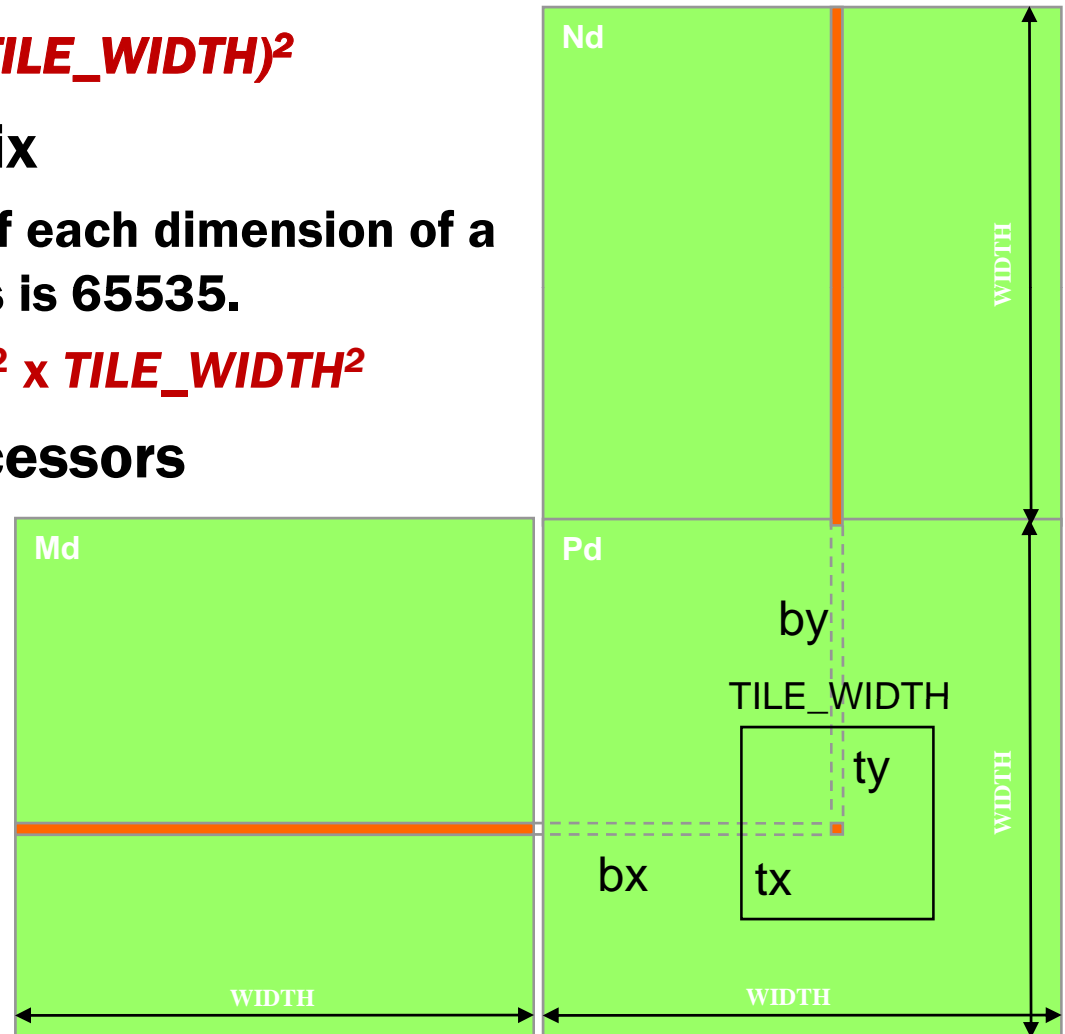 TILE_WIDTH)²
ix
f each dimension of a
s is 65535.
² x TILE_WIDTH²
cessors
Nd
WIDTH
Md
Pd
by
TILE_WIDTH
ty
WIDTH
bx
tx
WIDTH
WIDTH